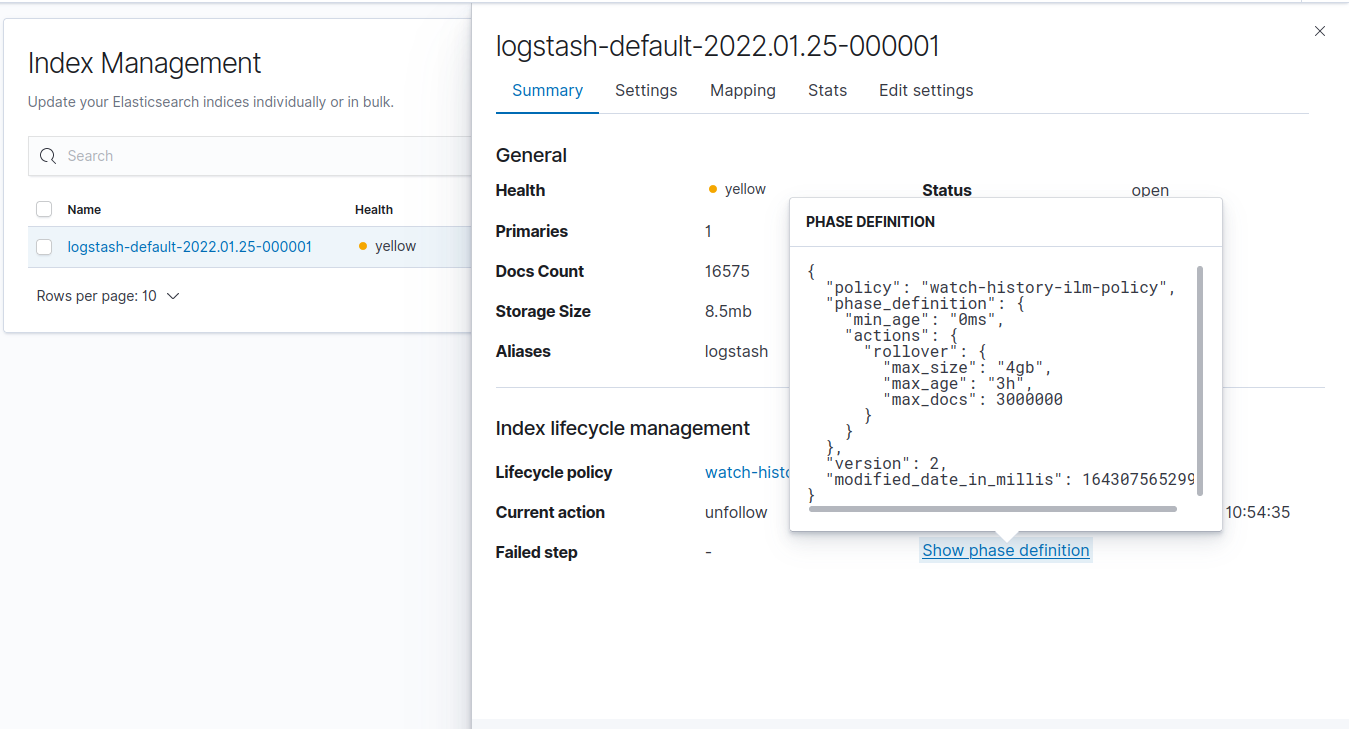 Index Management
Update your Elasticsearch indices individually or in bulk.
Search
Name Health
logstash-default-2022.01.25-000001 yellow
Rows per page: 10
logstash-default-2022.01.25-000001
Summary Settings Mapping Stats Edit settings
General
Health yellow Status open
Primaries 1
Docs Count 16575
Storage Size 8.5mb
Aliases logstash
Index lifecycle management
Lifecycle policy watch-histo
Current action unfollow 10:54:35
Failed step - Show phase definition
PHASE DEFINITION
{
"policy": "watch-history-ilm-policy",
"phase_definition": {
"min_age": "0ms",
"actions": {
"rollover": {
"max_size": "4gb",
"max_age": "3h",
"max_docs": 3000000
}
}
},
"version": 2,
"modified_date_in_millis": 164307565299
}